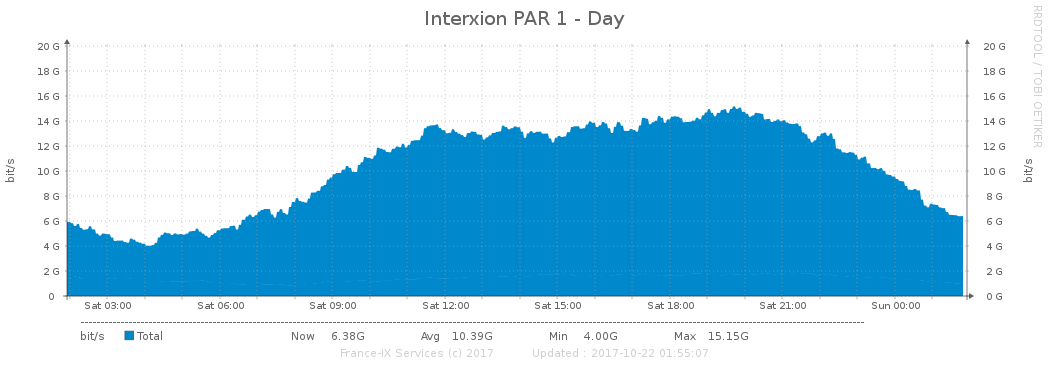 Interxion PAR 1 - Day
RRDTOOL / TOBI OETIKER
20 G 20 G
18 G 18 G
16 G 16 G
14 G 14 G
12 G 12 G
10 G 10 G
8 G 8 G
6 G 6 G
4 G 4 G
2 G 2 G
0 0 G
bit/s
bit/s
Sat 03:00 Sat 06:00 Sat 09:00 Sat 12:00 Sat 15:00 Sat 18:00 Sat 21:00 Sun 00:00
bit/s Total Now 6.38G Avg 10.39G Min 4.00G Max 15.15G
France-IX Services (c) 2017 Updated : 2017-10-22 01:55:07